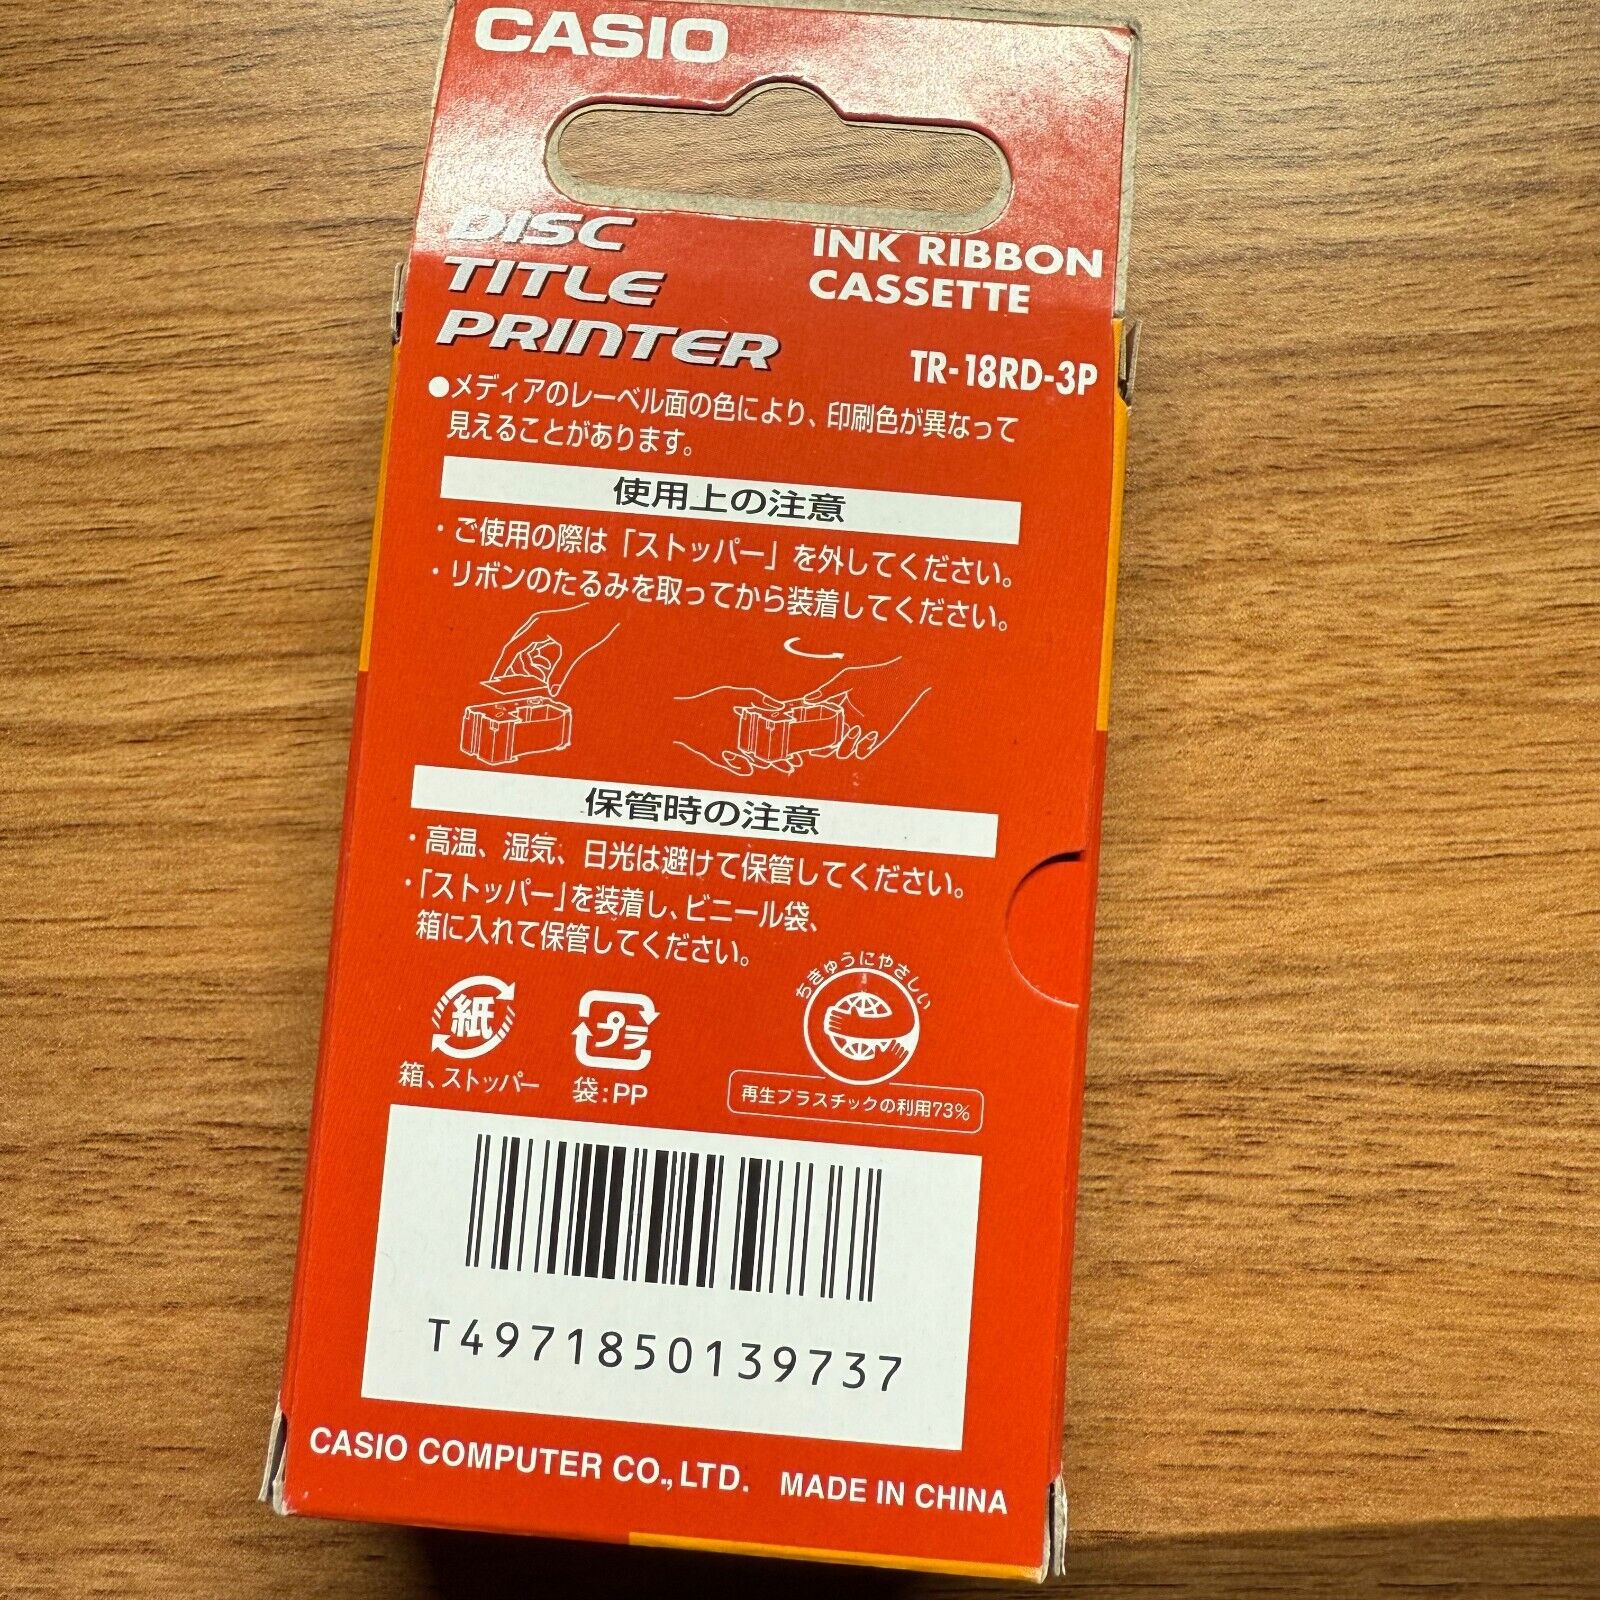 CASIO
DISC
TITLE
PRINTER
INK RIBBON
CASSETTE
TR-18RD-3P
●メディアのレーベル面の色により、印刷色が異なって
見えることがあります。
使用上の注意
・ご使用の際は「ストッパー」を外してください。
・リボンのたるみを取ってから装着してください。
保管時の注意
・高温、湿気、日光は避けて保管してください。
・「ストッパー」を装着し、ビニール袋、
箱に入れて保管してください。
紙
箱、ストッパー
プラ
袋:PP
ちきゅうにやさしい
再生プラスチックの利用73%
T4971850139737
CASIO COMPUTER CO., LTD. MADE IN CHINA